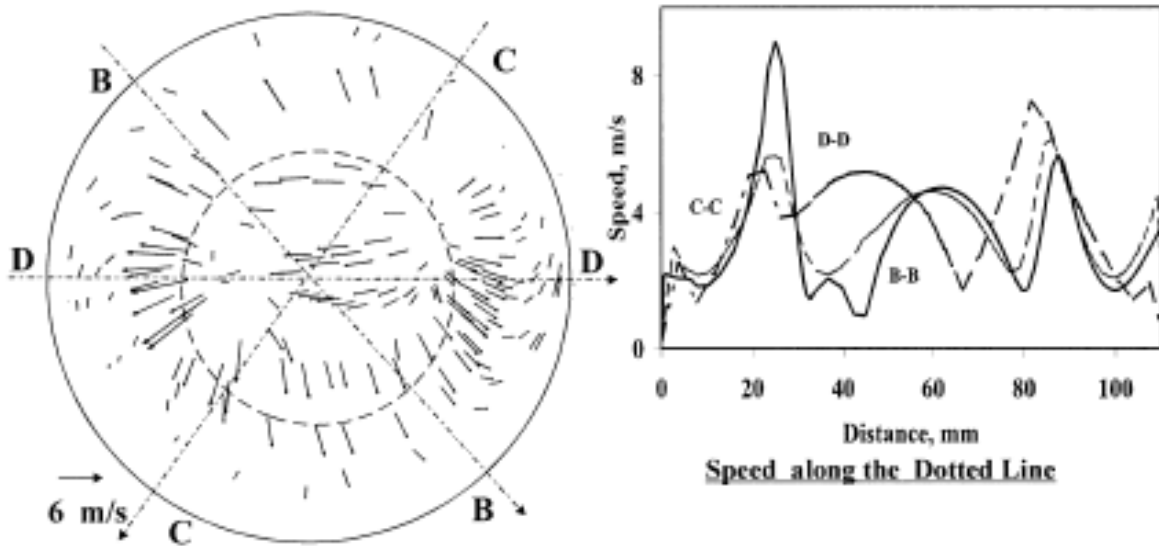 B
C
D
D
6 m/s
C
B
Speed, m/s
8
4
0
D-D
C-C
B-B
0 20 40 60 80 100
Distance, mm
Speed along the Dotted Line